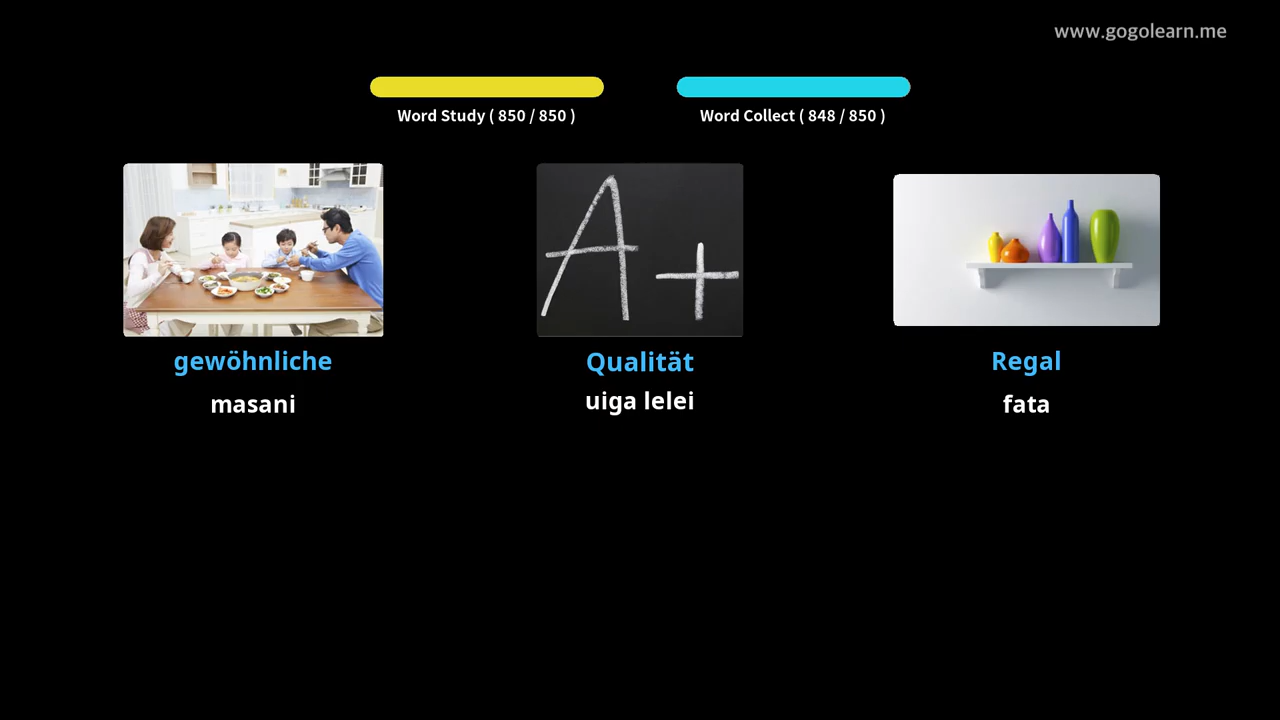 www.gogolearn.me
Word Study ( 850 / 850 )
Word Collect ( 848 / 850 )
A+
gewöhnliche
Qualität
Regal
masani
uiga lelei
fata